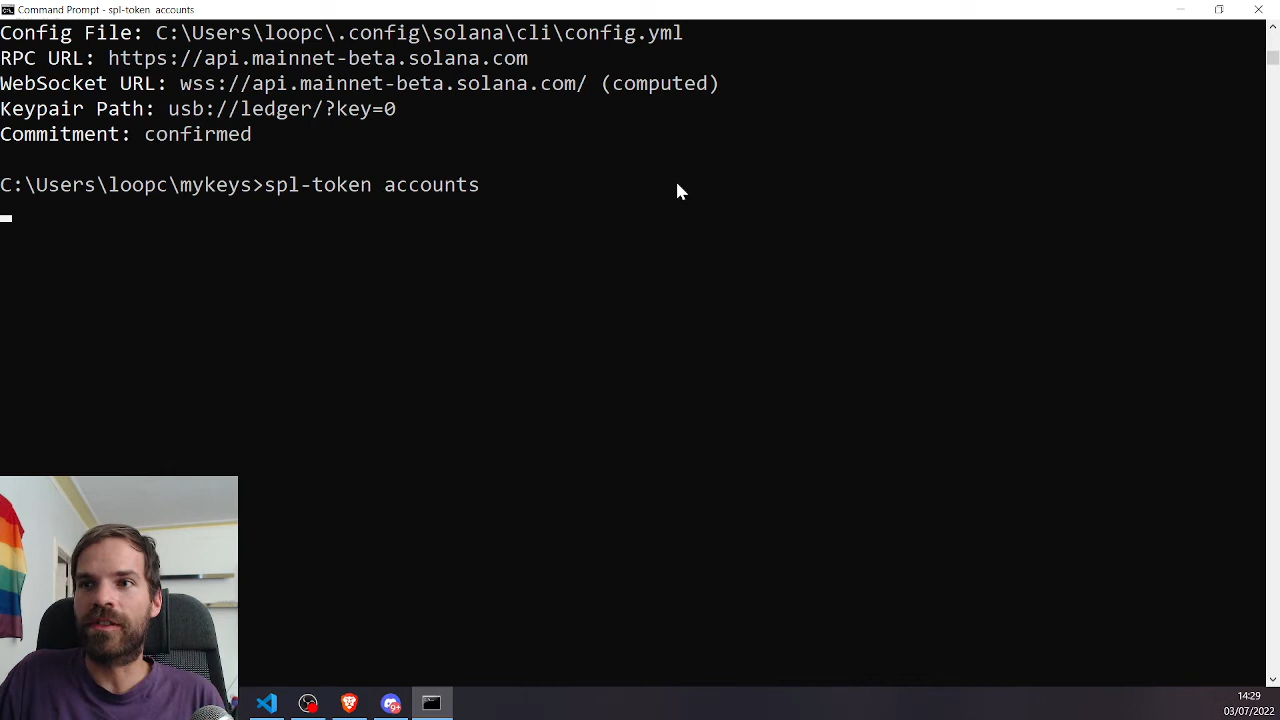 Command Prompt - spl-token  accounts
Config File: C:\Users\loopc\.config\solana\cli\config.yml
RPC URL: https://api.mainnet-beta.solana.com
WebSocket URL: wss://api.mainnet-beta.solana.com/ (computed)
Keypair Path: usb://ledger/?key=0
Commitment: confirmed
C:\Users\loopc\mykeys>spl-token accounts
9+
14:29
03/07/2022